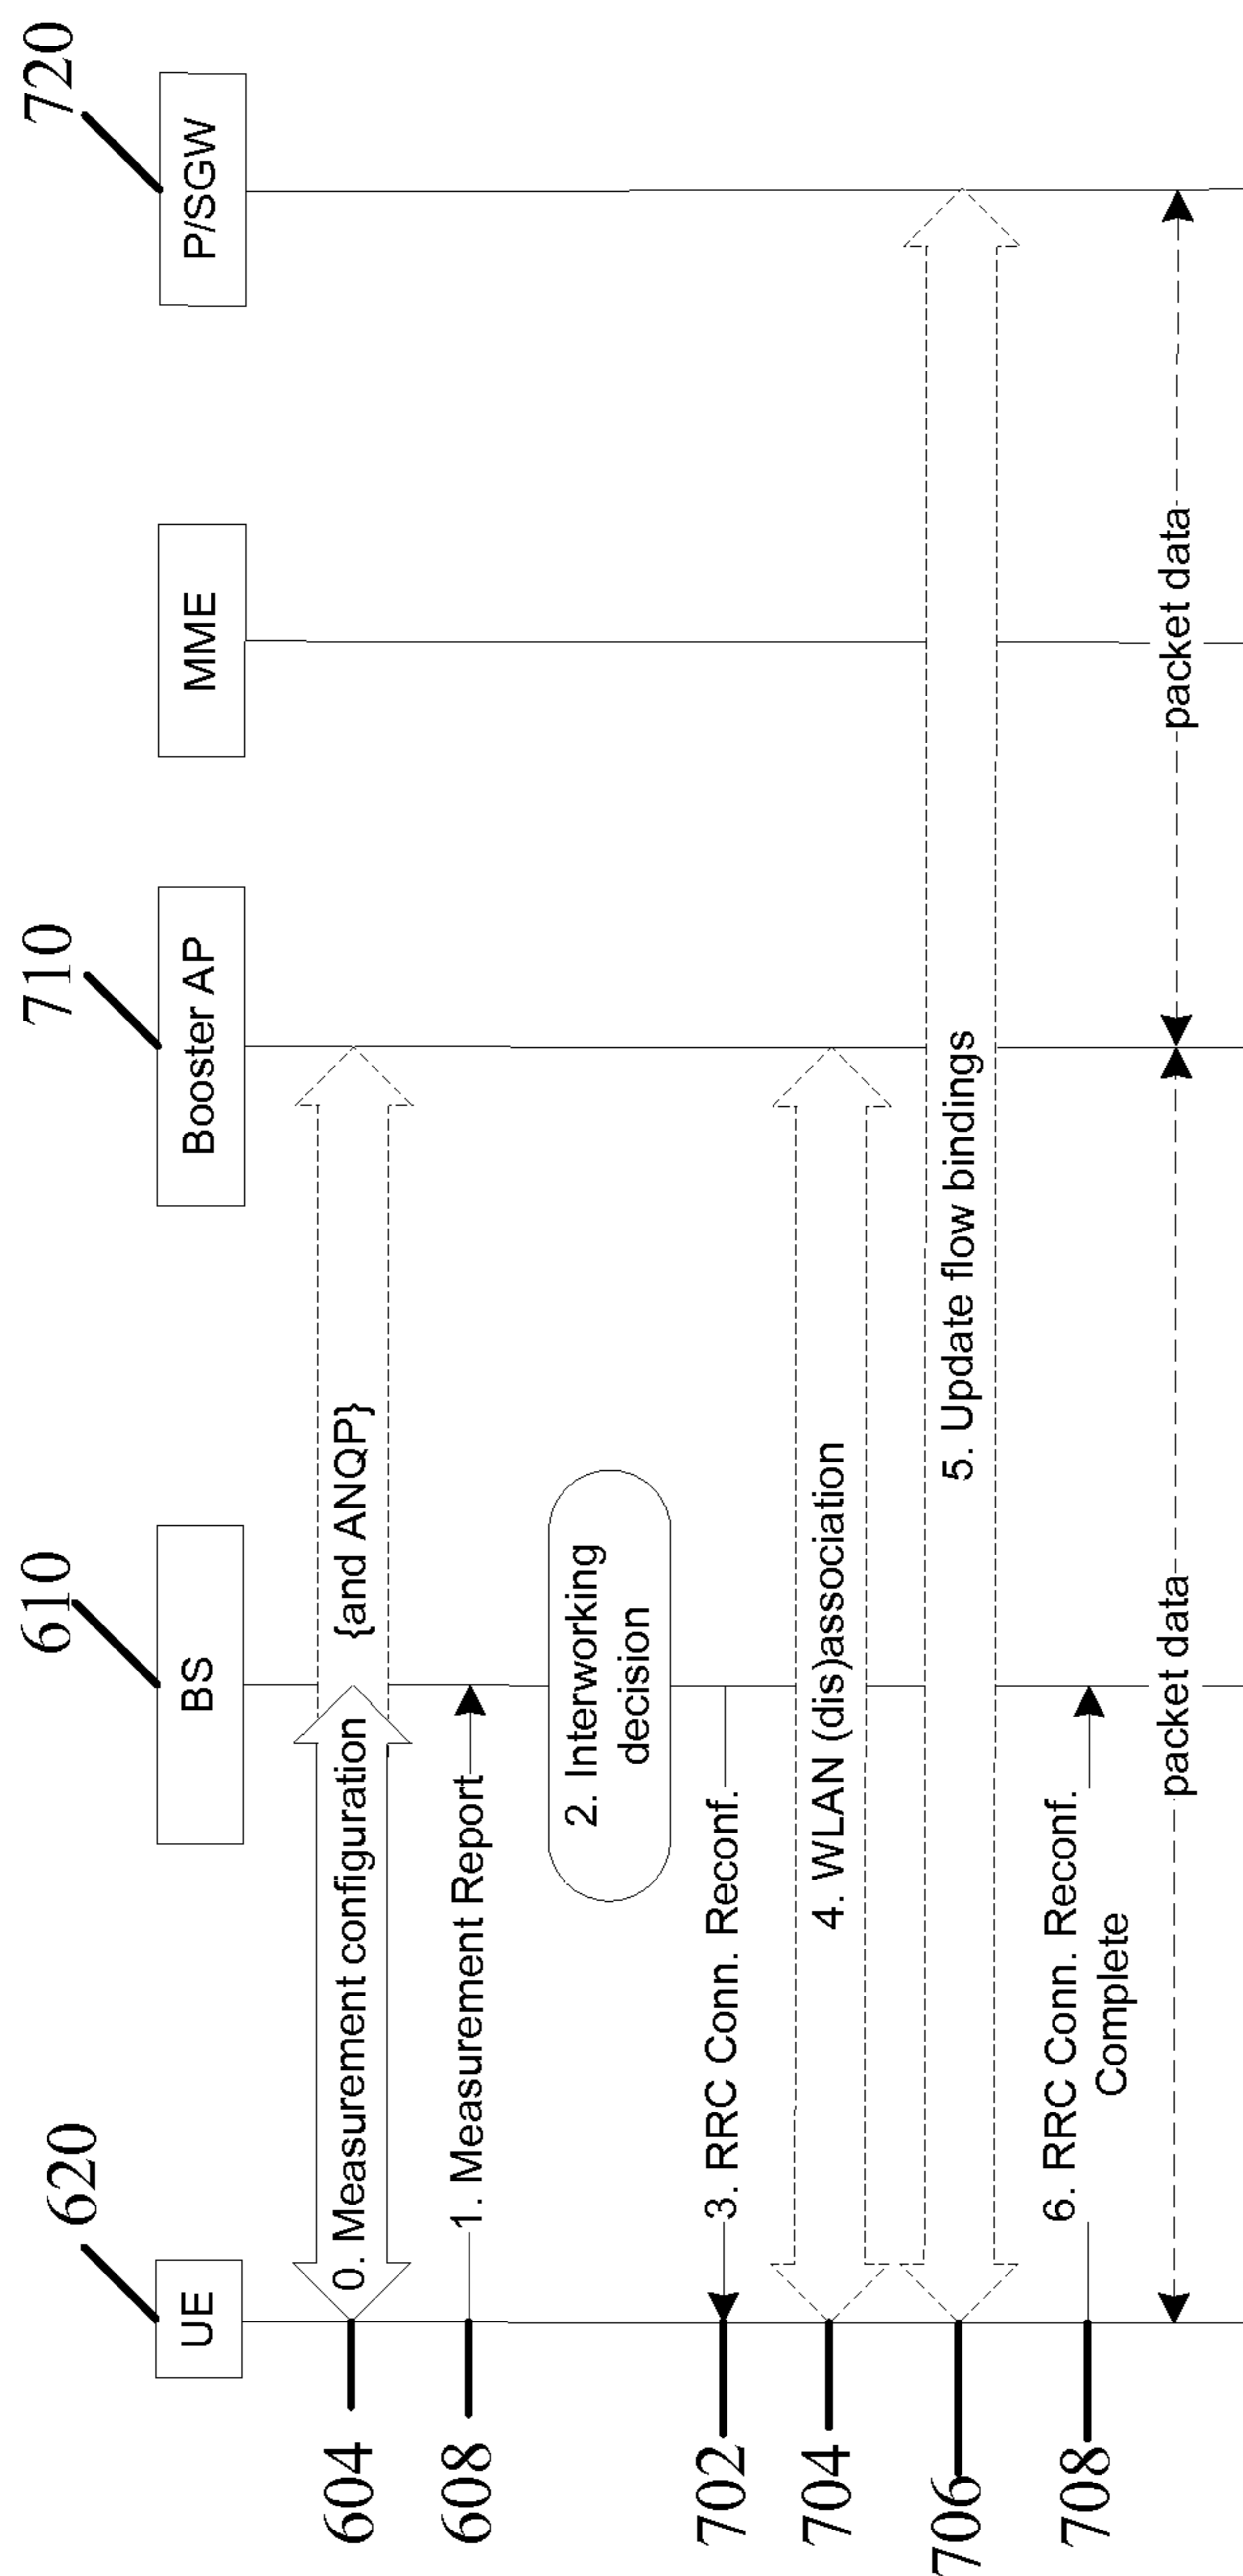 620
610
710
720
UE
BS
Booster AP
MME
P/SGW
604
0. Measurement configuration
{and ANQP}
608
1. Measurement Report
2. Interworking
decision
702
3. RRC Conn. Reconf.
704
4. WLAN (dis)association
706
5. Update flow bindings
708
6. RRC Conn. Reconf.
Complete
packet data
packet data